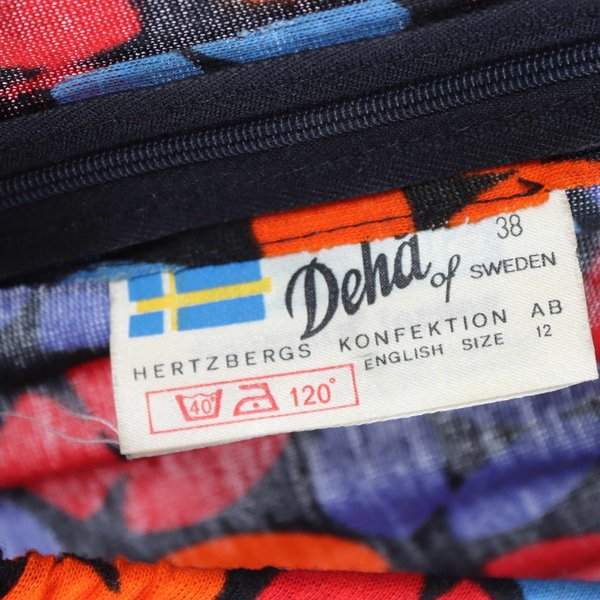 38
Deha of SWEDEN
HERTZBERGS KONFEKTION AB
ENGLISH SIZE 12
40° 120°